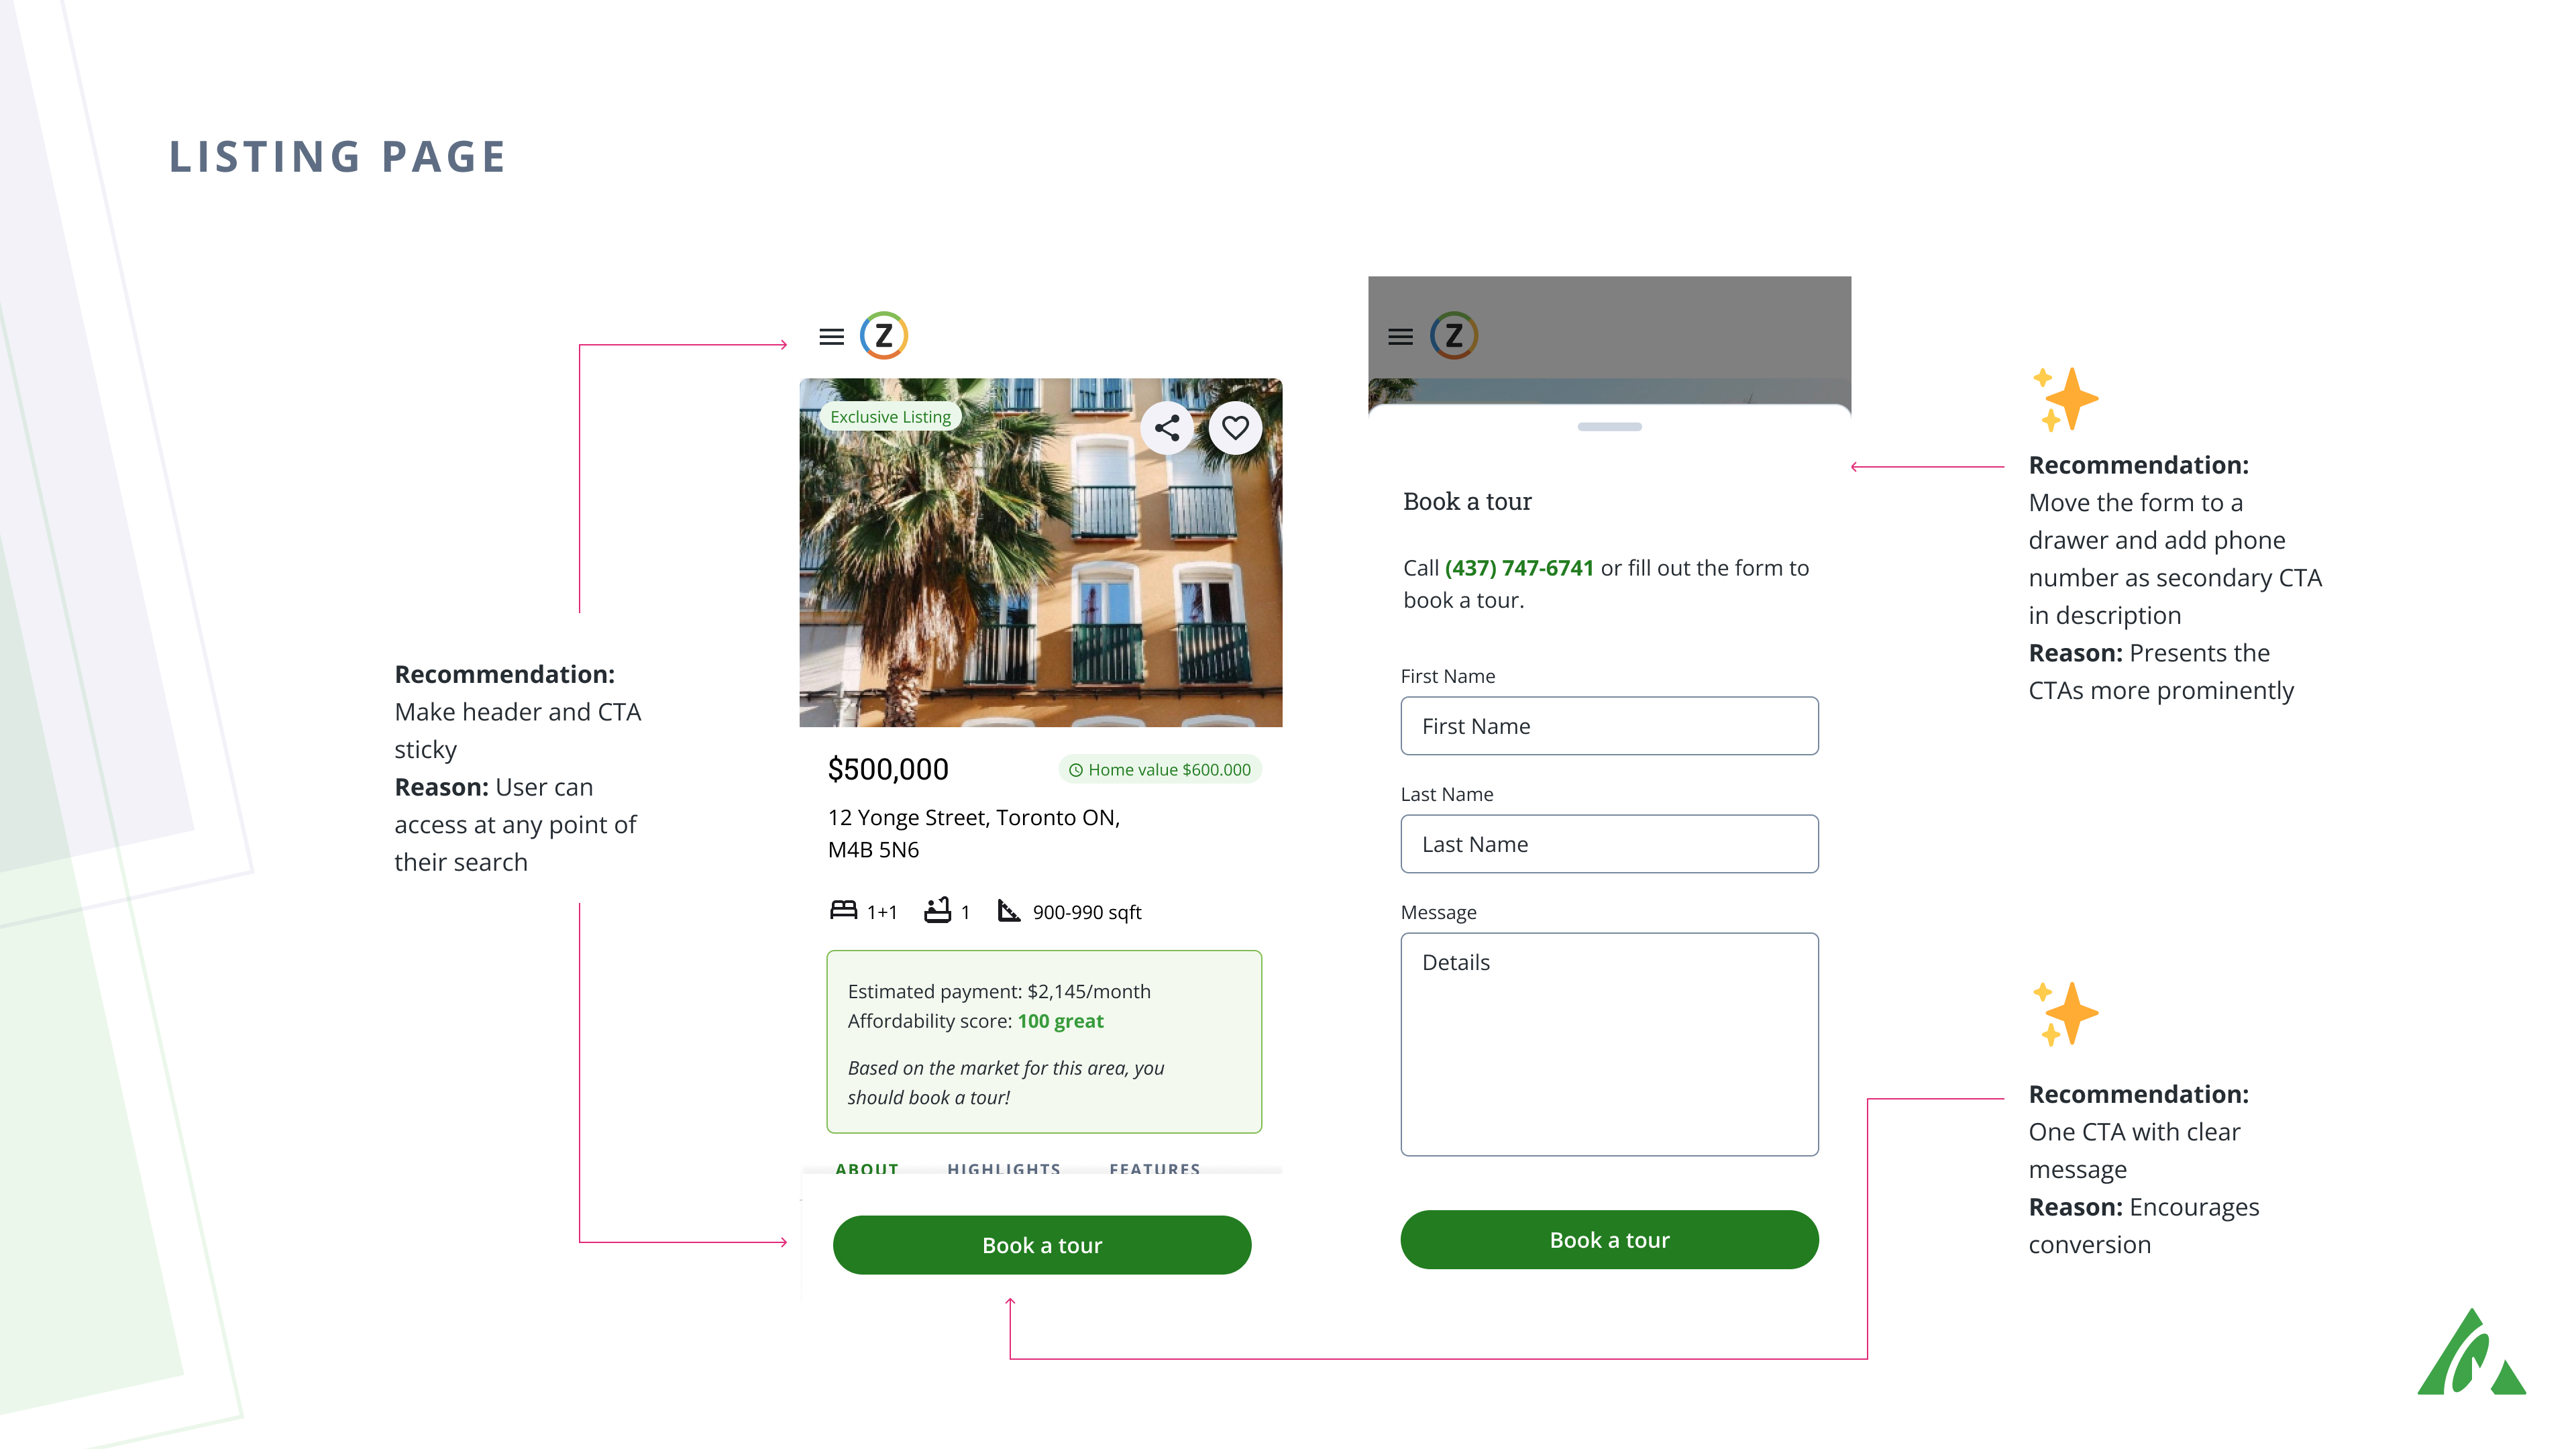 LISTING PAGE
Recommendation:
Make header and CTA
sticky
Reason: User can
access at any point of
their search
Z
Exclusive Listing
$500,000
Home value $600.000
12 Yonge Street, Toronto ON,
M4B 5N6
1+1
1
900-990 sqft
Estimated payment: $2,145/month
Affordability score: 100 great
Based on the market for this area, you
should book a tour!
ABOUT HIGHLIGHTS FEATURES
Book a tour
Z
Book a tour
Call (437) 747-6741 or fill out the form to
book a tour.
First Name
First Name
Last Name
Last Name
Message
Details
Book a tour
Recommendation:
Move the form to a
drawer and add phone
number as secondary CTA
in description
Reason: Presents the
CTAs more prominently
Recommendation:
One CTA with clear
message
Reason: Encourages
conversion